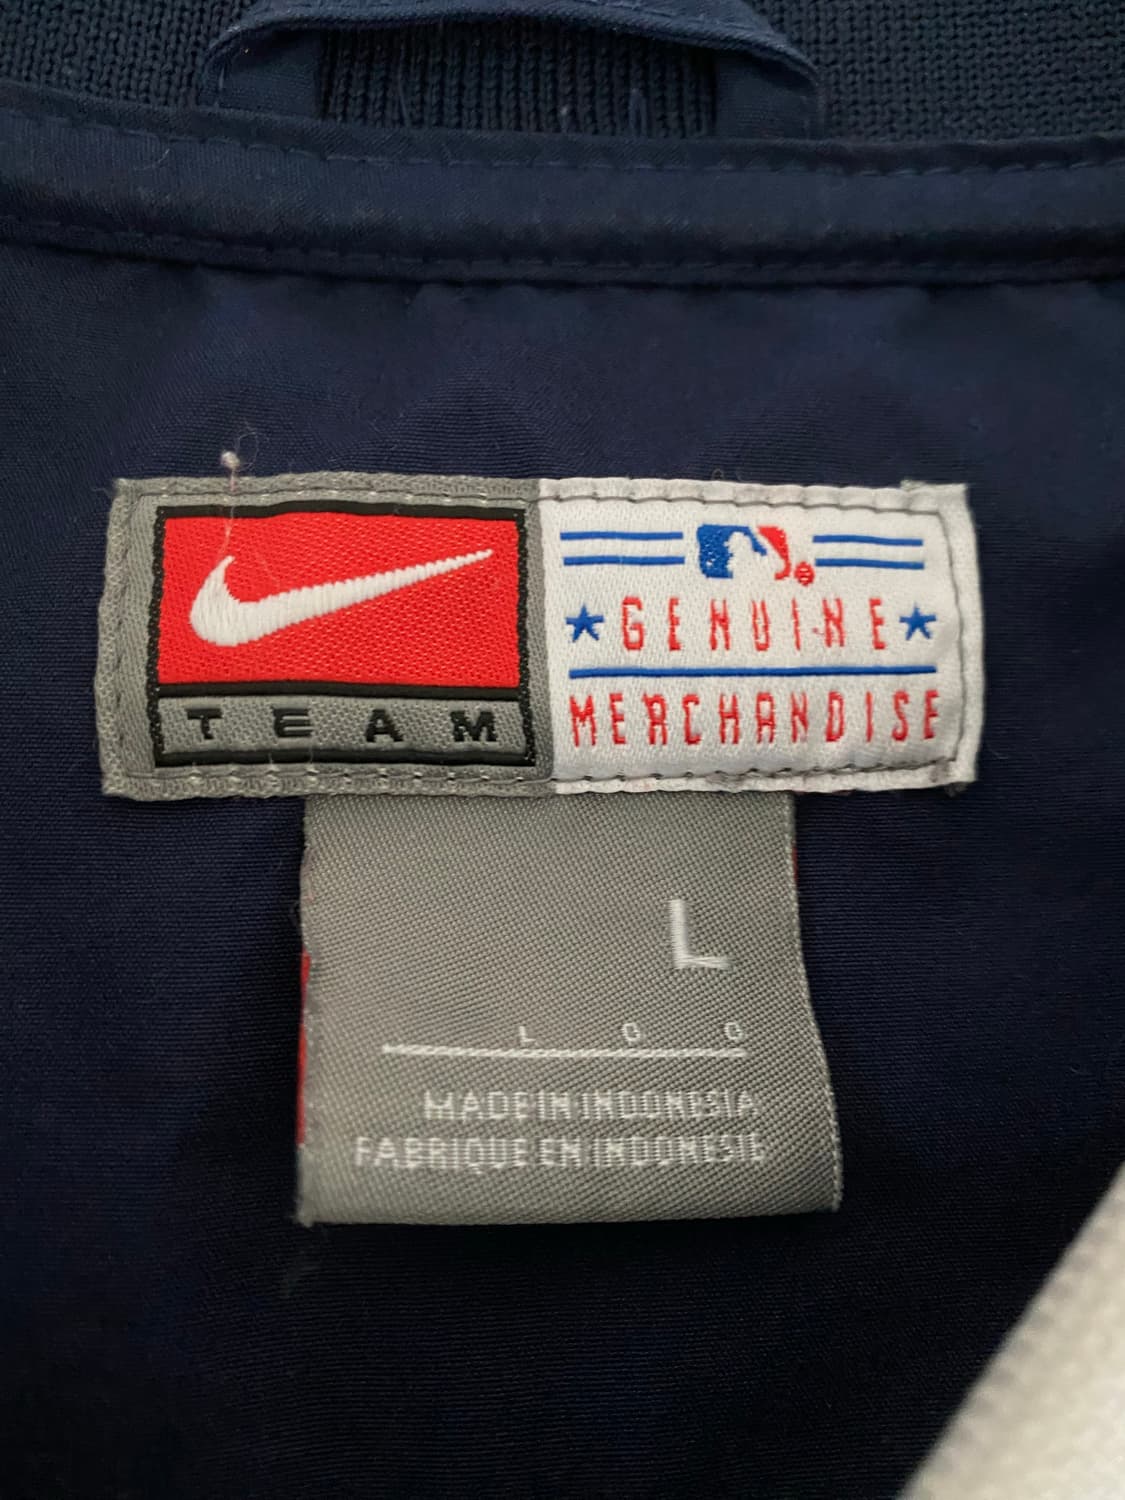 TEAM
GENUINE
MERCHANDISE
L
L G G
MADE IN INDONESIA
FABRIQUE EN INDONESIE